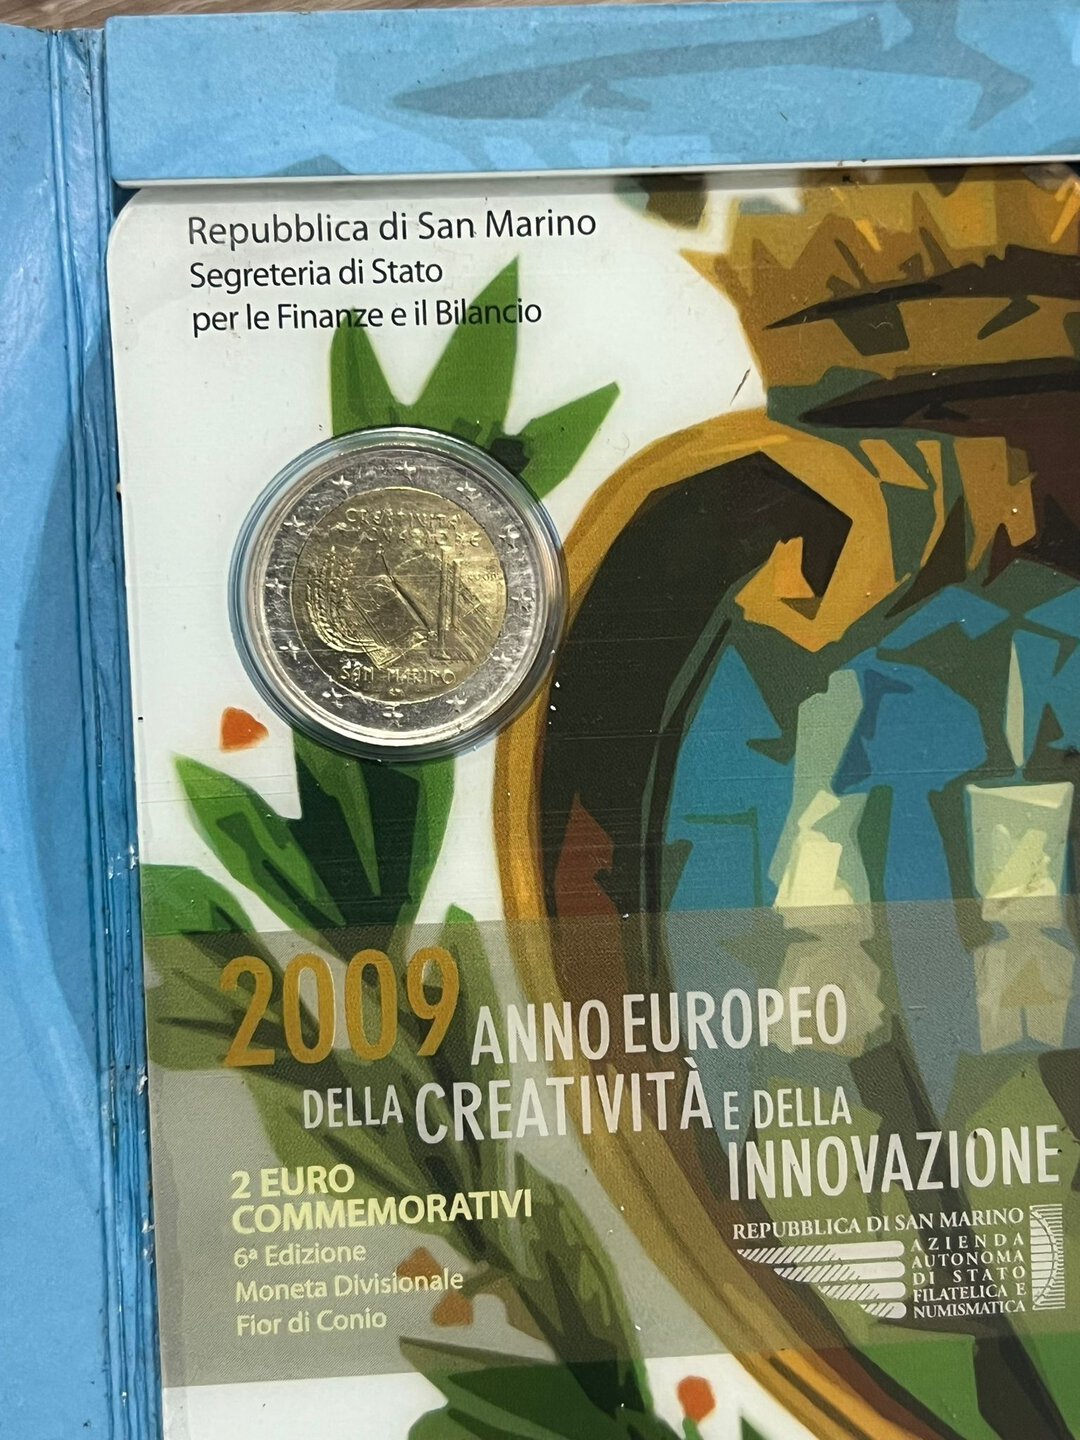 Repubblica di San Marino
Segreteria di Stato
per le Finanze e il Bilancio
CREATIVITÀ
SAN MARINO
2009 ANNO EUROPEO
DELLA CREATIVITÀ E DELLA
INNOVAZIONE
2 EURO
COMMEMORATIVI
6ª Edizione
Moneta Divisionale
Fior di Conio
REPUBBLICA DI SAN MARINO
AZIENDA
AUTONOMA
DI STATO
FILATELICA E
NUMISMATICA